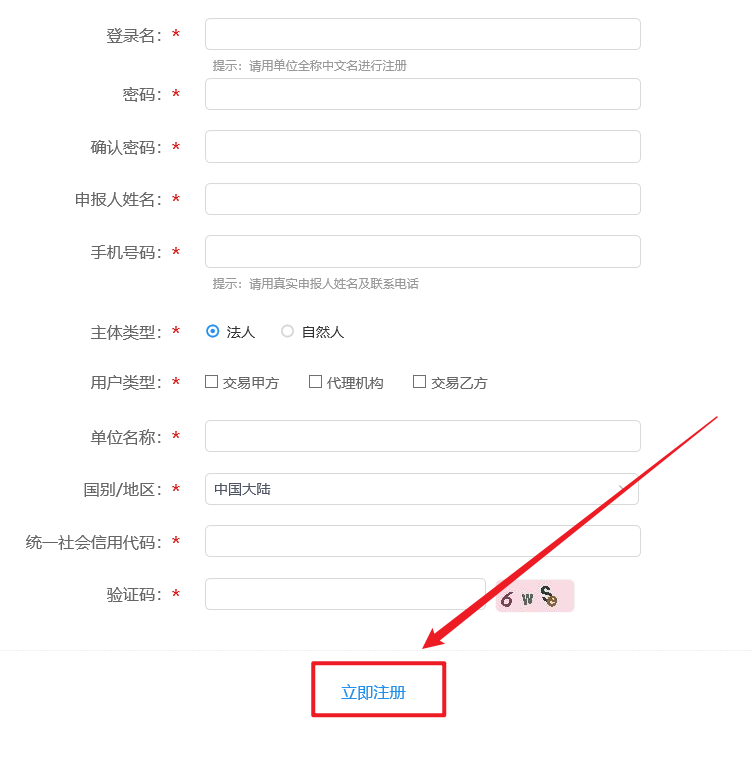 登录名：*
提示：请用单位全称中文名进行注册
密码：*
确认密码：*
申报人姓名：*
手机号码：*
提示：请用真实申报人姓名及联系电话
主体类型：* 法人 自然人
用户类型：* 交易甲方 代理机构 交易乙方
单位名称：*
国别/地区：* 中国大陆
统一社会信用代码：*
验证码：* 6wSe
立即注册